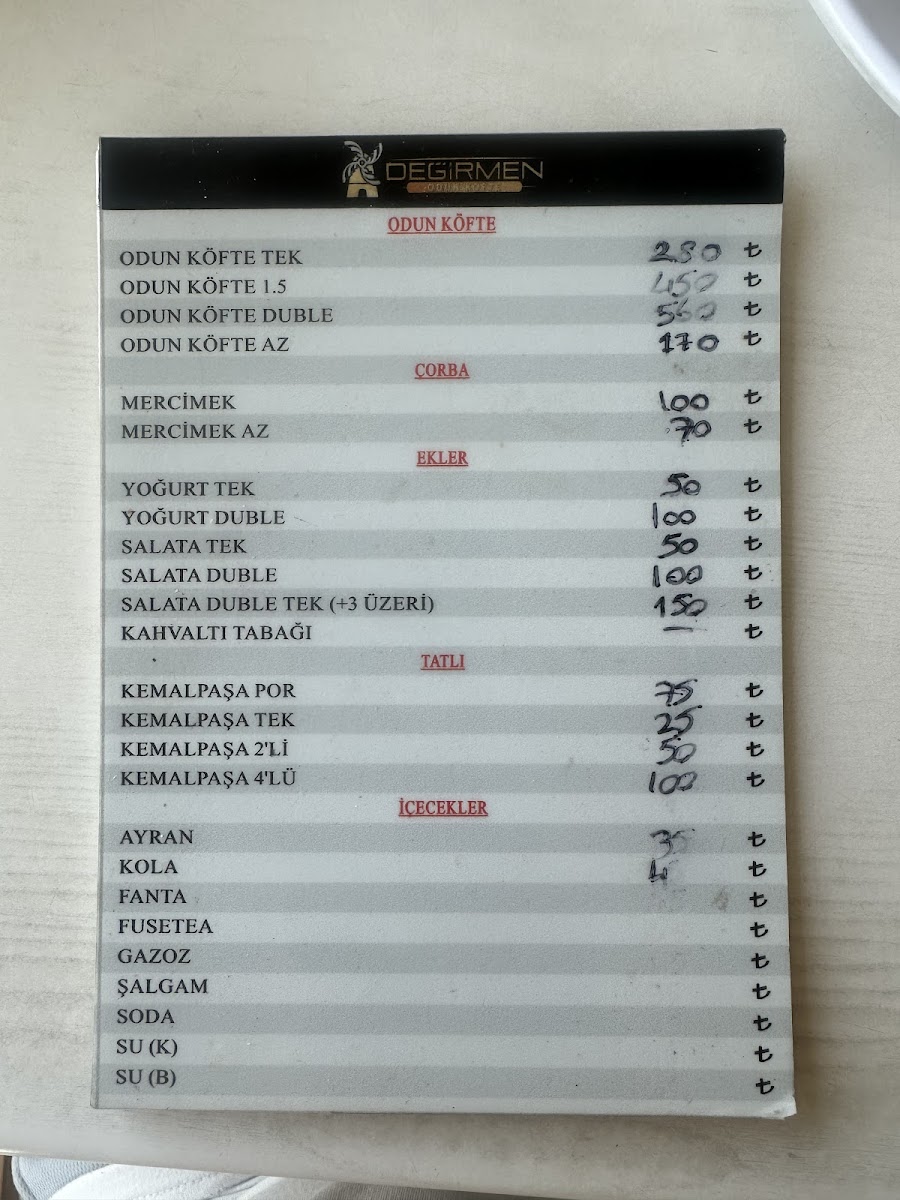 DEĞİRMEN
ODUN KÖFTE
ODUN KÖFTE
ODUN KÖFTE TEK 280 ₺
ODUN KÖFTE 1.5 450 ₺
ODUN KÖFTE DUBLE 560 ₺
ODUN KÖFTE AZ 170 ₺
ÇORBA
MERCİMEK 100 ₺
MERCİMEK AZ 70 ₺
EKLER
YOĞURT TEK 50 ₺
YOĞURT DUBLE 100 ₺
SALATA TEK 50 ₺
SALATA DUBLE 100 ₺
SALATA DUBLE TEK (+3 ÜZERİ) 150 ₺
KAHVALTI TABAĞI — ₺
TATLI
KEMALPAŞA POR 75 ₺
KEMALPAŞA TEK 25 ₺
KEMALPAŞA 2'Lİ 50 ₺
KEMALPAŞA 4'LÜ 100 ₺
İÇECEKLER
AYRAN 35 ₺
KOLA ₺
FANTA ₺
FUSETEA ₺
GAZOZ ₺
ŞALGAM ₺
SODA ₺
SU (K) ₺
SU (B) ₺